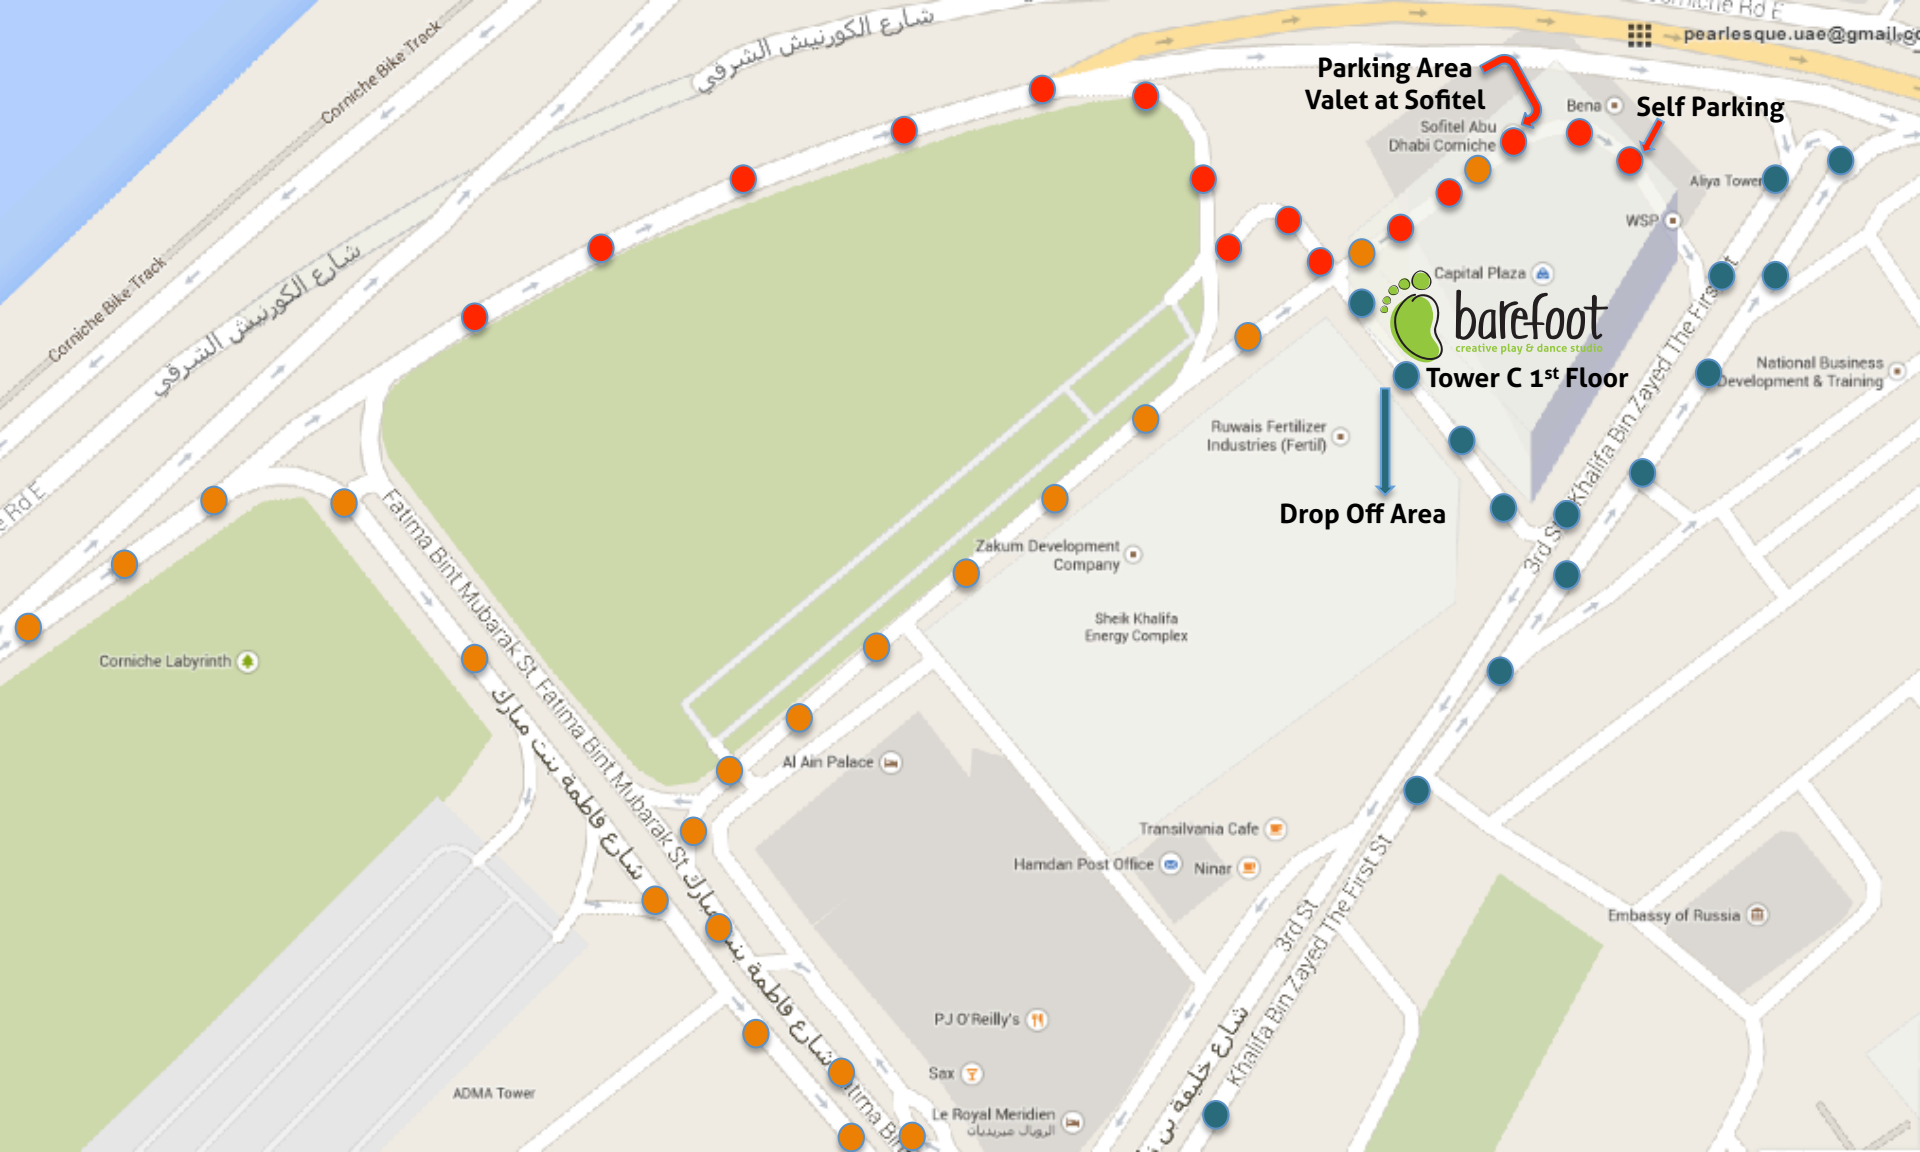 Corniche Bike Track
شارع الكورنيش الشرقي
Corniche Rd E
pearlesque.uae@gmail.co
Parking Area
Valet at Sofitel
Bena
Self Parking
Sofitel Abu
Dhabi Corniche
Aliya Tower
WSP
Corniche Bike Track
شارع الكورنيش الشرقي
Capital Plaza
barefoot
creative play & dance studio
Tower C 1st Floor
Khalifa Bin Zayed The First St
National Business
Development & Training
Ruwais Fertilizer
Industries (Fertil)
e Rd E
Drop Off Area
3rd St
Fatima Bint Mubarak St
Fatima Bint Mubarak St
Zakum Development
Company
Sheik Khalifa
Energy Complex
Corniche Labyrinth
شارع فاطمة بنت مبارك
Al Ain Palace
Transilvania Cafe
Hamdan Post Office
Ninar
شارع فاطمة بنت مبارك
3rd St
Khalifa Bin Zayed The First St
Embassy of Russia
PJ O'Reilly's
Sax
ADMA Tower
Le Royal Meridien
الرويال ميريديان
شارع خليفة بن
Fatima Bin